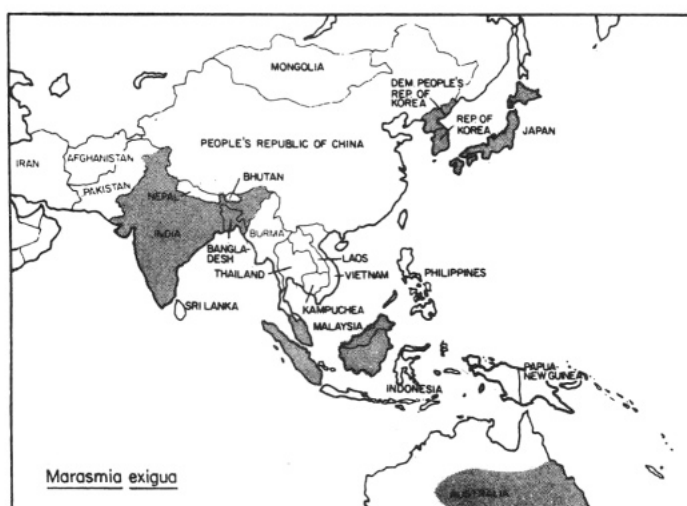 MONGOLIA
DEM. PEOPLE'S
REP. OF
KOREA
REP. OF
KOREA
JAPAN
PEOPLE'S REPUBLIC OF CHINA
IRAN
AFGHANISTAN
PAKISTAN
BHUTAN
NEPAL
INDIA
BURMA
BANGLA-
DESH
LAOS
THAILAND
VIETNAM
PHILIPPINES
KAMPUCHEA
SRI LANKA
MALAYSIA
INDONESIA
PAPUA-
NEW GUINEA
AUSTRALIA
Marasmia exigua